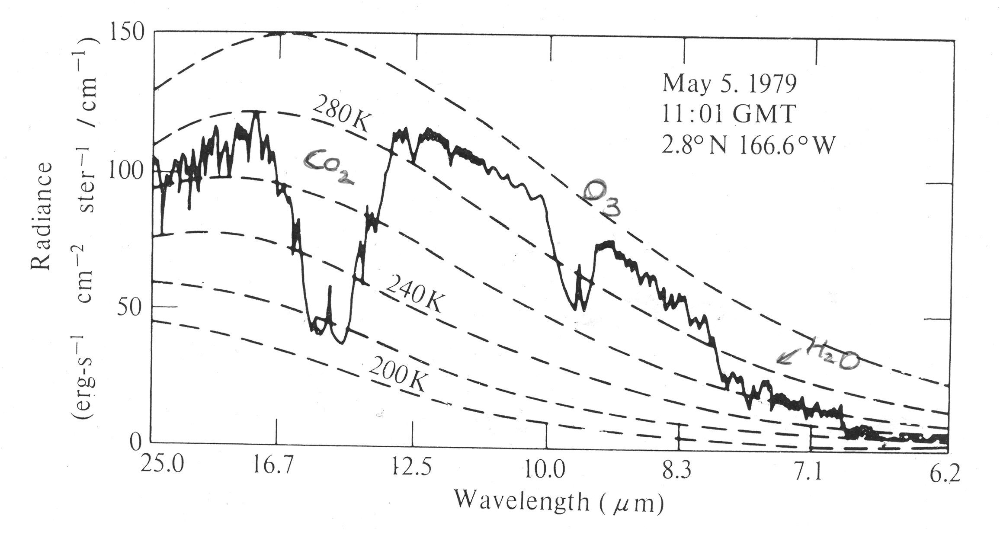 150
100
50
0
Radiance
(erg-s⁻¹ cm⁻² ster⁻¹/cm⁻¹)
280K
CO₂
240K
200K
O₃
H₂O
May 5. 1979
11:01 GMT
2.8° N 166.6° W
25.0 16.7 12.5 10.0 8.3 7.1 6.2
Wavelength (μm)